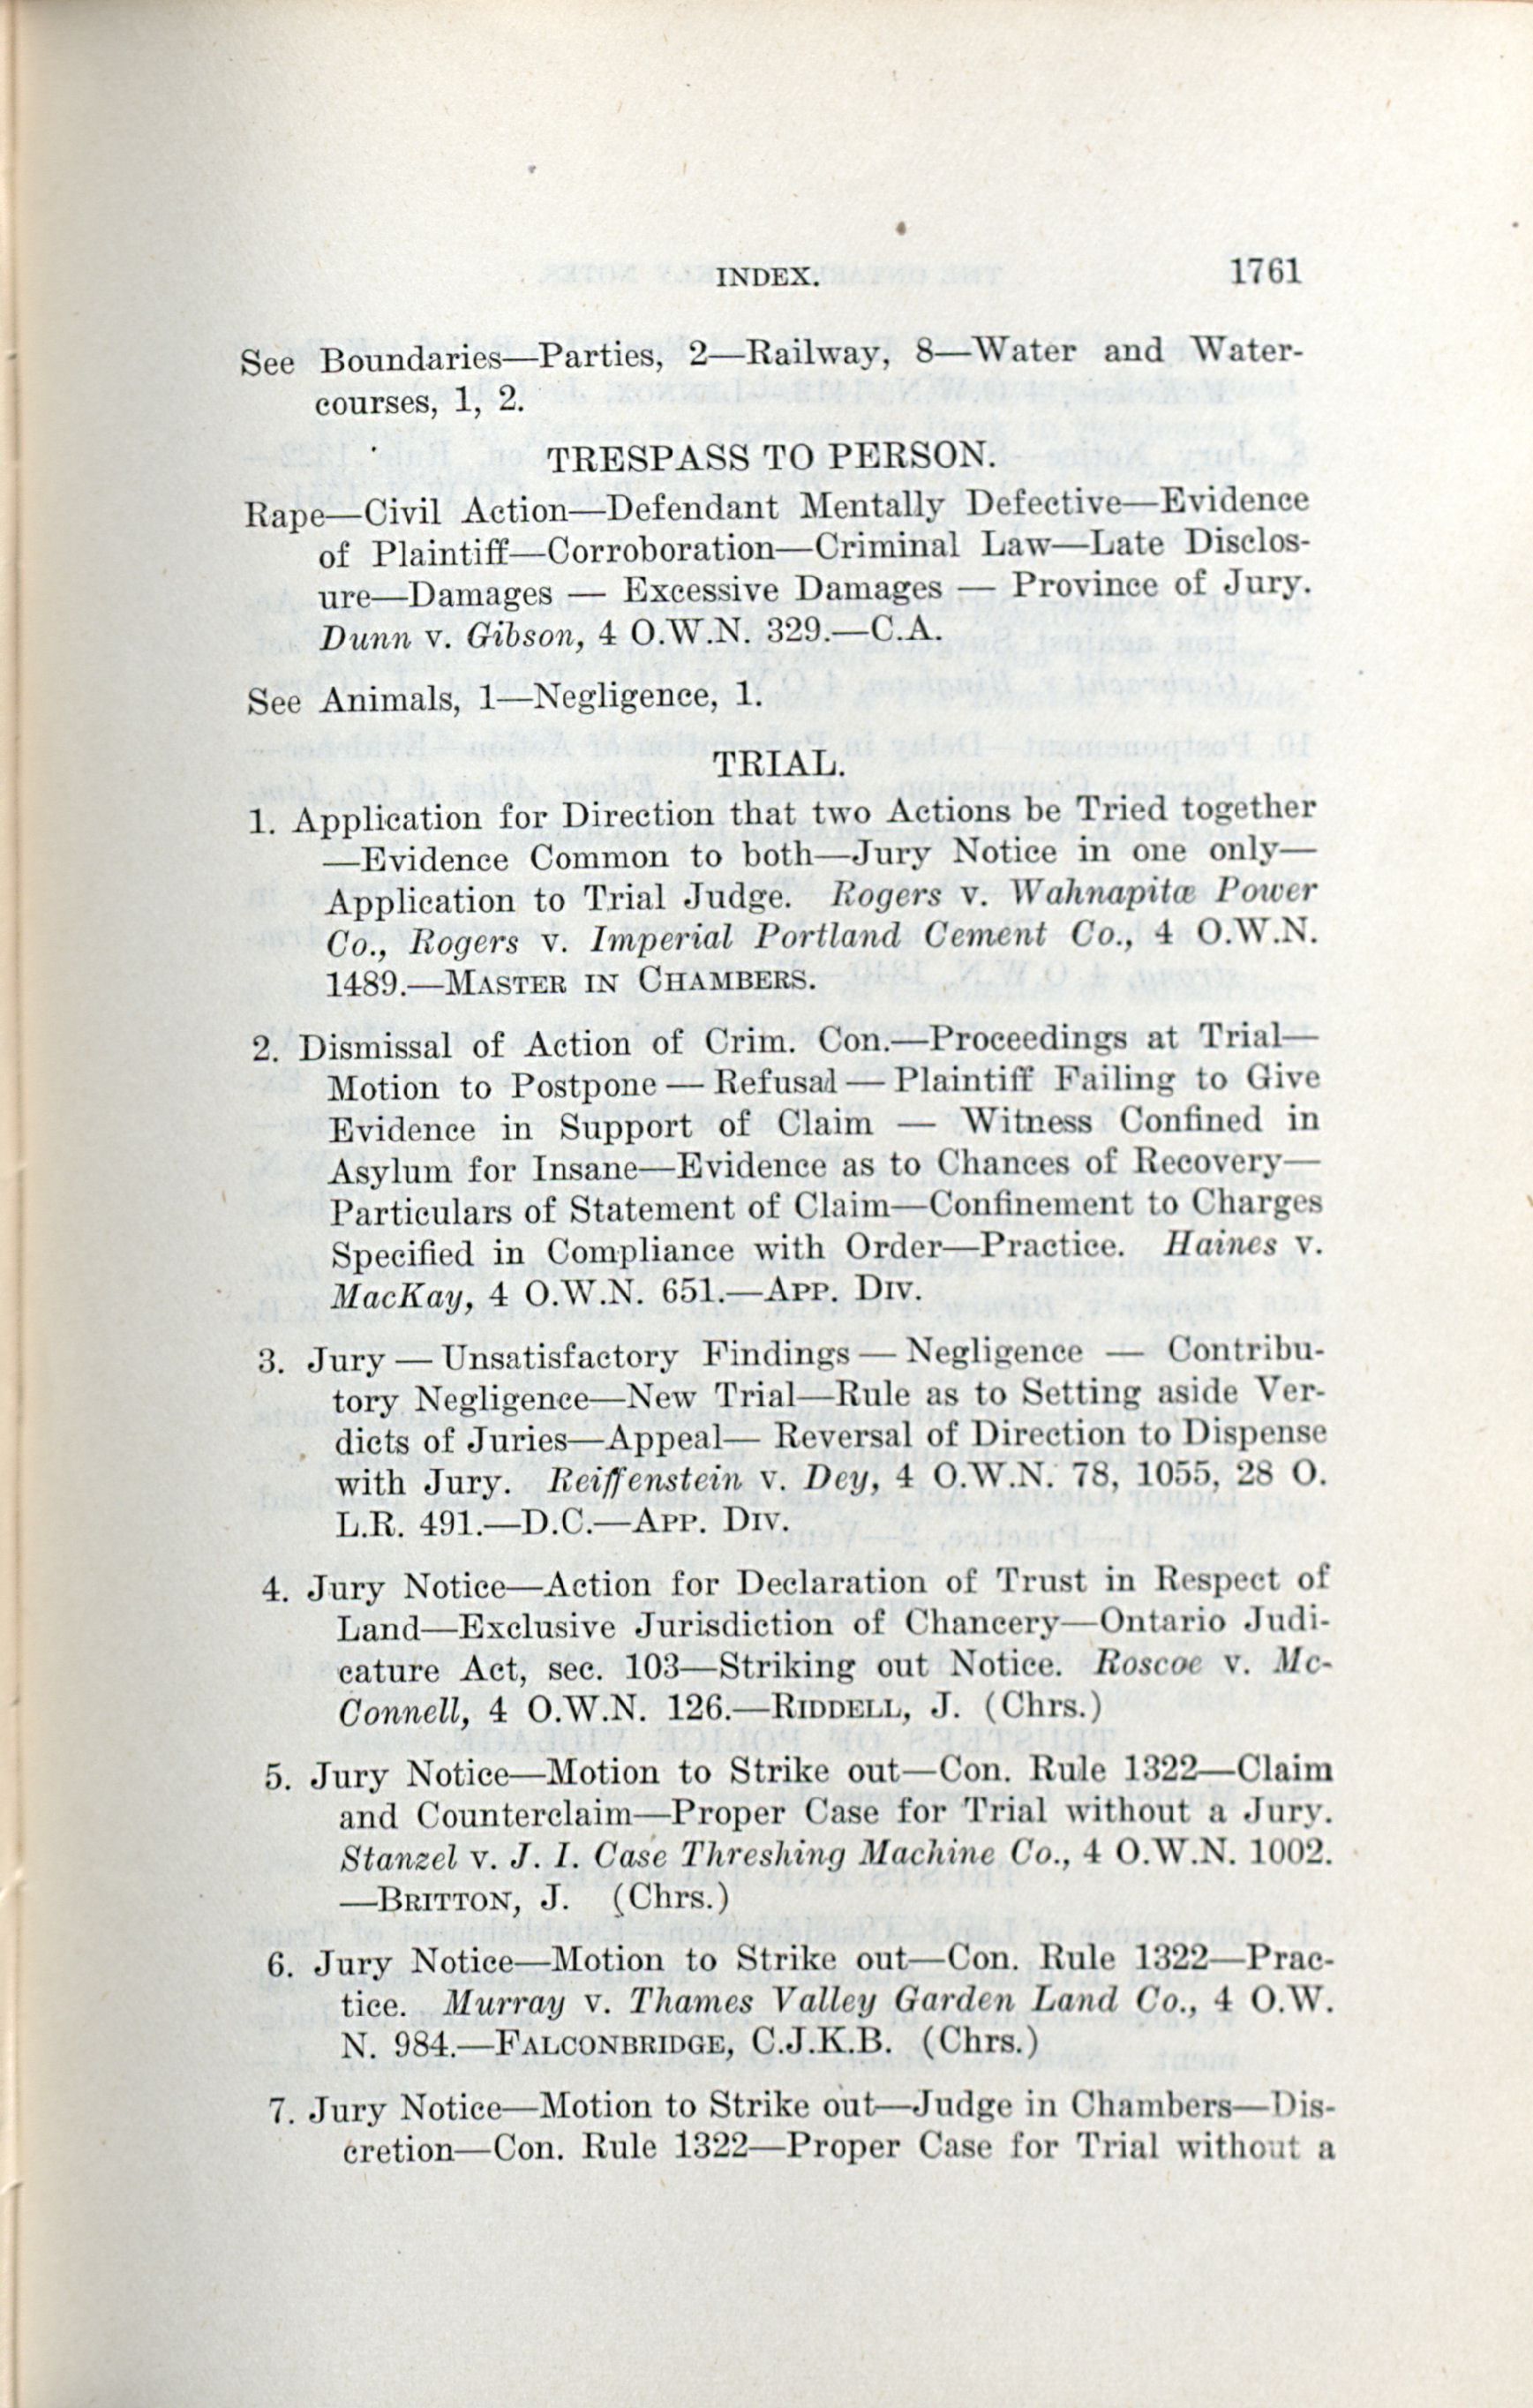 INDEX. 1761
See Boundaries—Parties, 2—Railway, 8—Water and Water-
courses, 1, 2.
TRESPASS TO PERSON.
Rape—Civil Action—Defendant Mentally Defective—Evidence
of Plaintiff—Corroboration—Criminal Law—Late Disclos-
ure—Damages — Excessive Damages — Province of Jury.
Dunn v. Gibson, 4 O.W.N. 329.—C.A.
See Animals, 1—Negligence, 1.
TRIAL.
1. Application for Direction that two Actions be Tried together
—Evidence Common to both—Jury Notice in one only—
Application to Trial Judge. Rogers v. Wahnapitæ Power
Co., Rogers v. Imperial Portland Cement Co., 4 O.W.N.
1489.—MASTER IN CHAMBERS.
2. Dismissal of Action of Crim. Con.—Proceedings at Trial—
Motion to Postpone — Refusal — Plaintiff Failing to Give
Evidence in Support of Claim — Witness Confined in
Asylum for Insane—Evidence as to Chances of Recovery—
Particulars of Statement of Claim—Confinement to Charges
Specified in Compliance with Order—Practice. Haines v.
MacKay, 4 O.W.N. 651.—APP. DIV.
3. Jury — Unsatisfactory Findings — Negligence — Contribu-
tory Negligence—New Trial—Rule as to Setting aside Ver-
dicts of Juries—Appeal— Reversal of Direction to Dispense
with Jury. Reiffenstein v. Dey, 4 O.W.N. 78, 1055, 28 O.
L.R. 491.—D.C.—APP. DIV.
4. Jury Notice—Action for Declaration of Trust in Respect of
Land—Exclusive Jurisdiction of Chancery—Ontario Judi-
cature Act, sec. 103—Striking out Notice. Roscoe v. Mc-
Connell, 4 O.W.N. 126.—RIDDELL, J. (Chrs.)
5. Jury Notice—Motion to Strike out—Con. Rule 1322—Claim
and Counterclaim—Proper Case for Trial without a Jury.
Stanzel v. J. I. Case Threshing Machine Co., 4 O.W.N. 1002.
—BRITTON, J. (Chrs.)
6. Jury Notice—Motion to Strike out—Con. Rule 1322—Prac-
tice. Murray v. Thames Valley Garden Land Co., 4 O.W.
N. 984.—FALCONBRIDGE, C.J.K.B. (Chrs.)
7. Jury Notice—Motion to Strike out—Judge in Chambers—Dis-
cretion—Con. Rule 1322—Proper Case for Trial without a